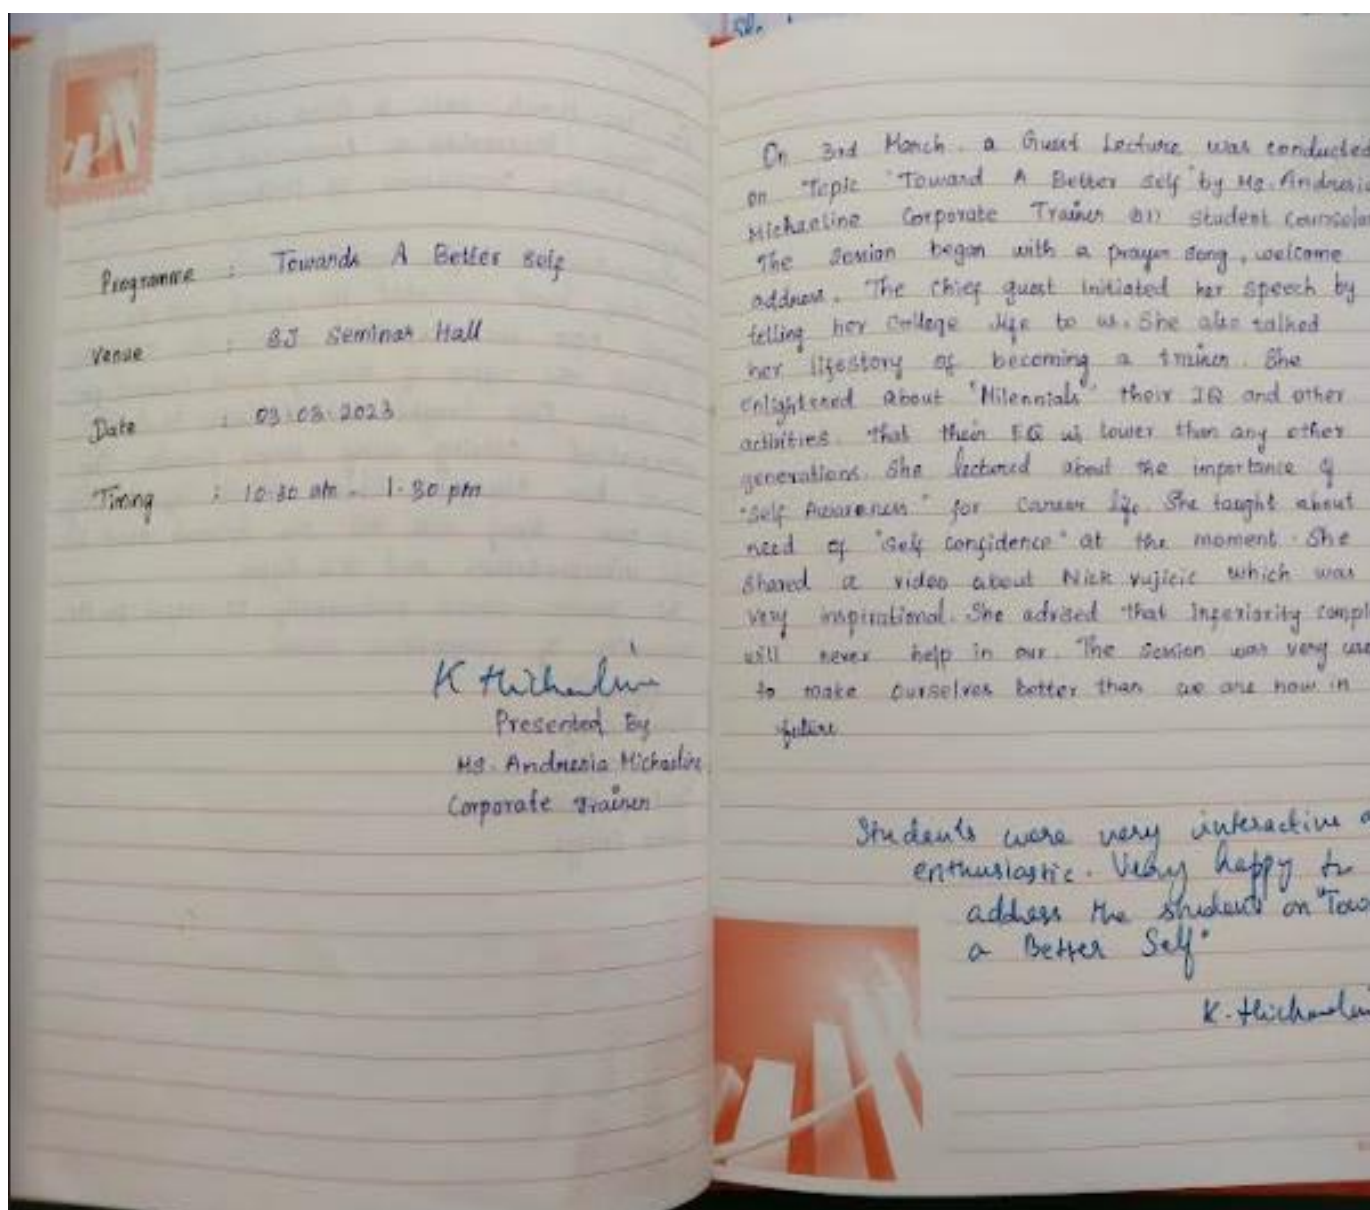 Programme : Towards A Better Self
Venue : SJ Seminar Hall
Date : 03.03.2023
Timing : 10.30 am - 1.30 pm
Presented By
Ms. Andresia Michaeline
Corporate Trainer
On 3rd March a Guest Lecture was conducted
on Topic "Toward A Better Self" by Ms. Andresia
Michaeline Corporate Trainer student Counselor
The Session began with a prayer song, welcome
address. The chief guest initiated her speech by
telling her College life to us. She also talked
her lifestory of becoming a trainer. She
enlightened about "Milennials" their IQ and other
activities. that their EQ is lower than any other
generations. She lectured about the importance of
"Self Awareness" for Career life. She taught about
need of "Self confidence" at the moment. She
shared a video about Nick vujicic which was
very inspirational. She advised that Inferiority compl
will never help in our. The Session was very use
to make ourselves better than we are now in
future
Students were very interactive a
enthusiastic. Very happy to
address the students on "Tow
a Better Self"